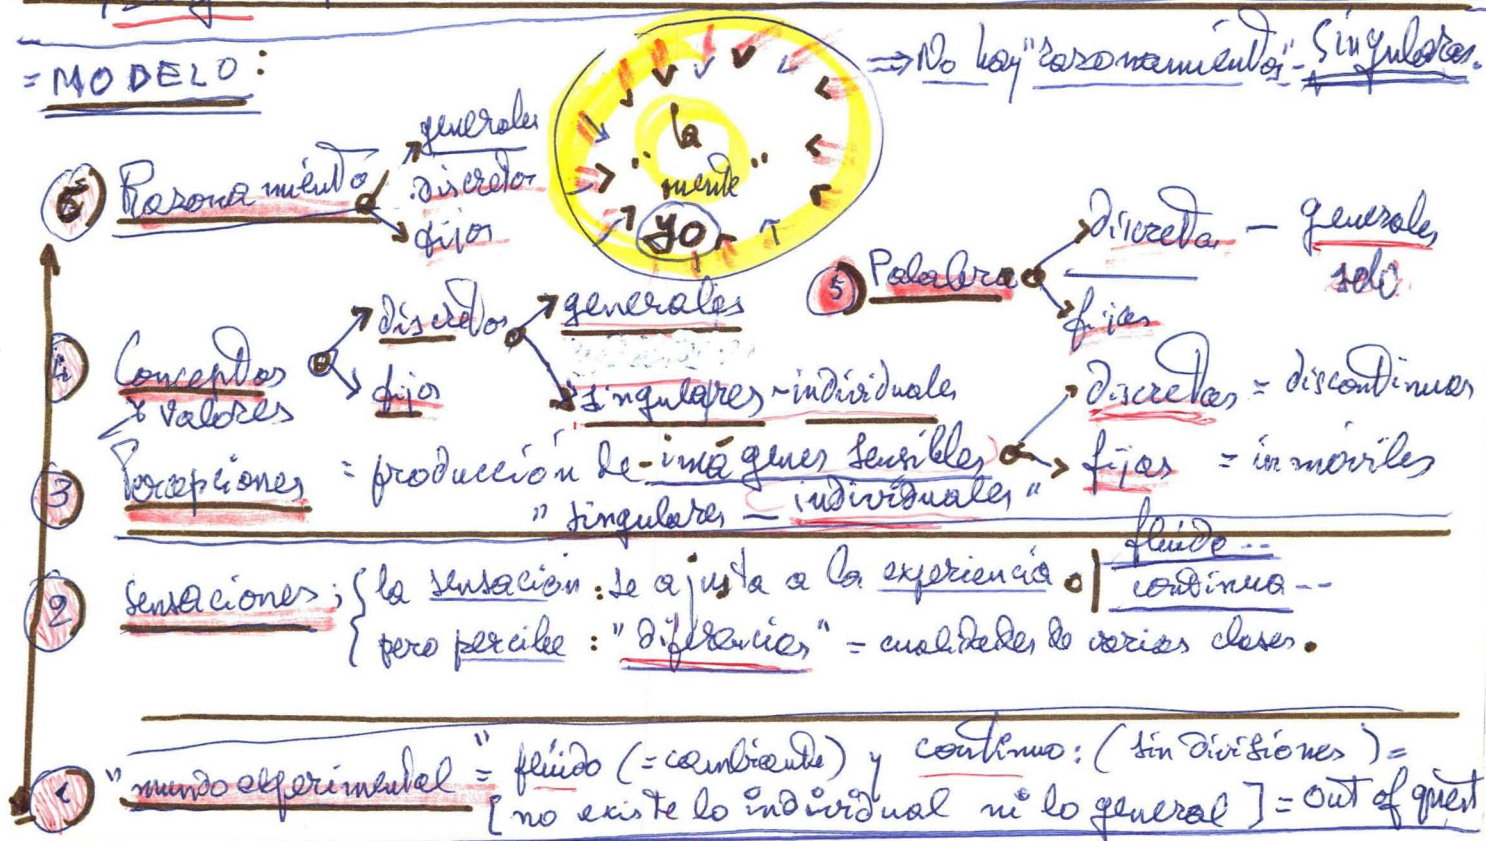 = MODELO:
⇒ No hay "razonamientos" - Singulares.
6 Razonamiento
generales
discretos
fijos
"la
mente"
yo
5 Palabra
discretas - generales
solo
fijas
4 Conceptos
y valores
discretos
fijos
generales
singulares - individuales
discretas = discontinuas
fijas = inmóviles
3 Percepciones = producción de - imágenes sensibles
"singulares - individuales"
2 Sensaciones; { la sensación: se ajusta a la experiencia
fluido...
continua...
pero percibe: "diferencias" = cualidades de varias clases.
1 "mundo experimental" = fluido (= cambiante) y continuo: (sin divisiones) =
[no existe lo individual ni lo general] = out of quest